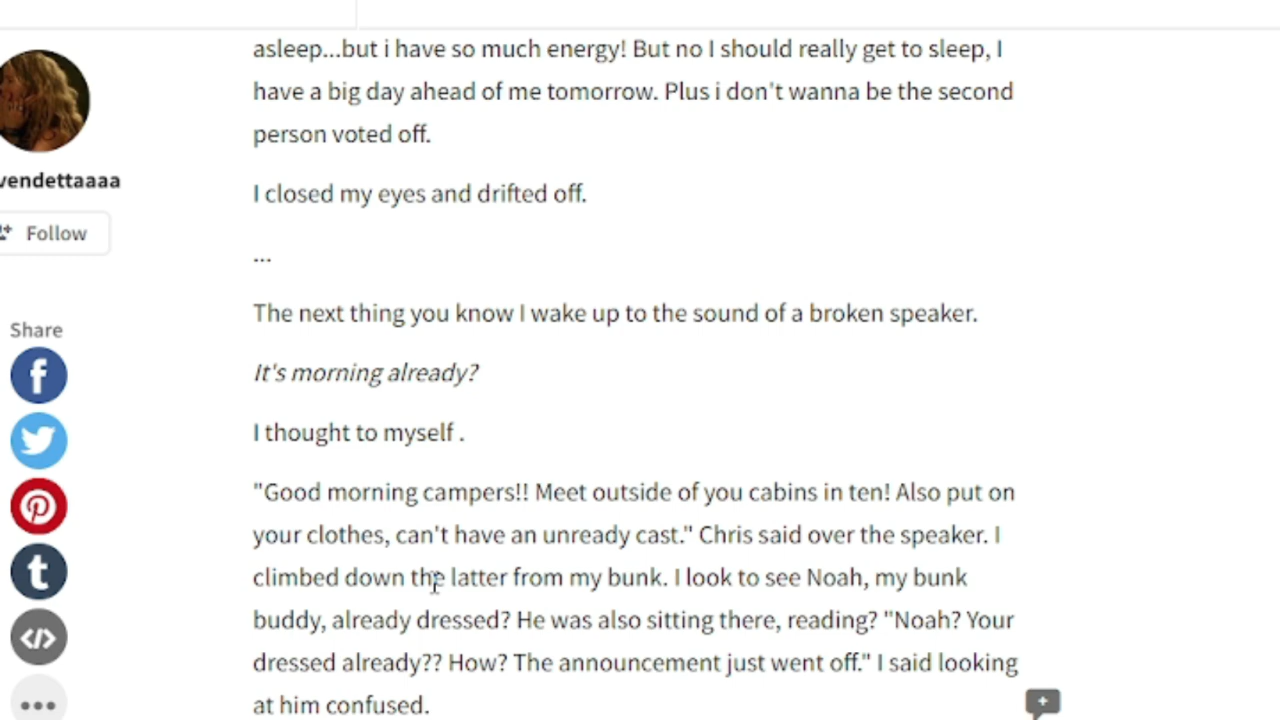 asleep...but i have so much energy! But no I should really get to sleep, I
have a big day ahead of me tomorrow. Plus i don't wanna be the second
person voted off.
vendettaaaa
I closed my eyes and drifted off.
Follow
...
The next thing you know I wake up to the sound of a broken speaker.
Share
It's morning already?
I thought to myself .
"Good morning campers!! Meet outside of you cabins in ten! Also put on
your clothes, can't have an unready cast." Chris said over the speaker. I
climbed down the latter from my bunk. I look to see Noah, my bunk
buddy, already dressed? He was also sitting there, reading? "Noah? Your
dressed already?? How? The announcement just went off." I said looking
at him confused.